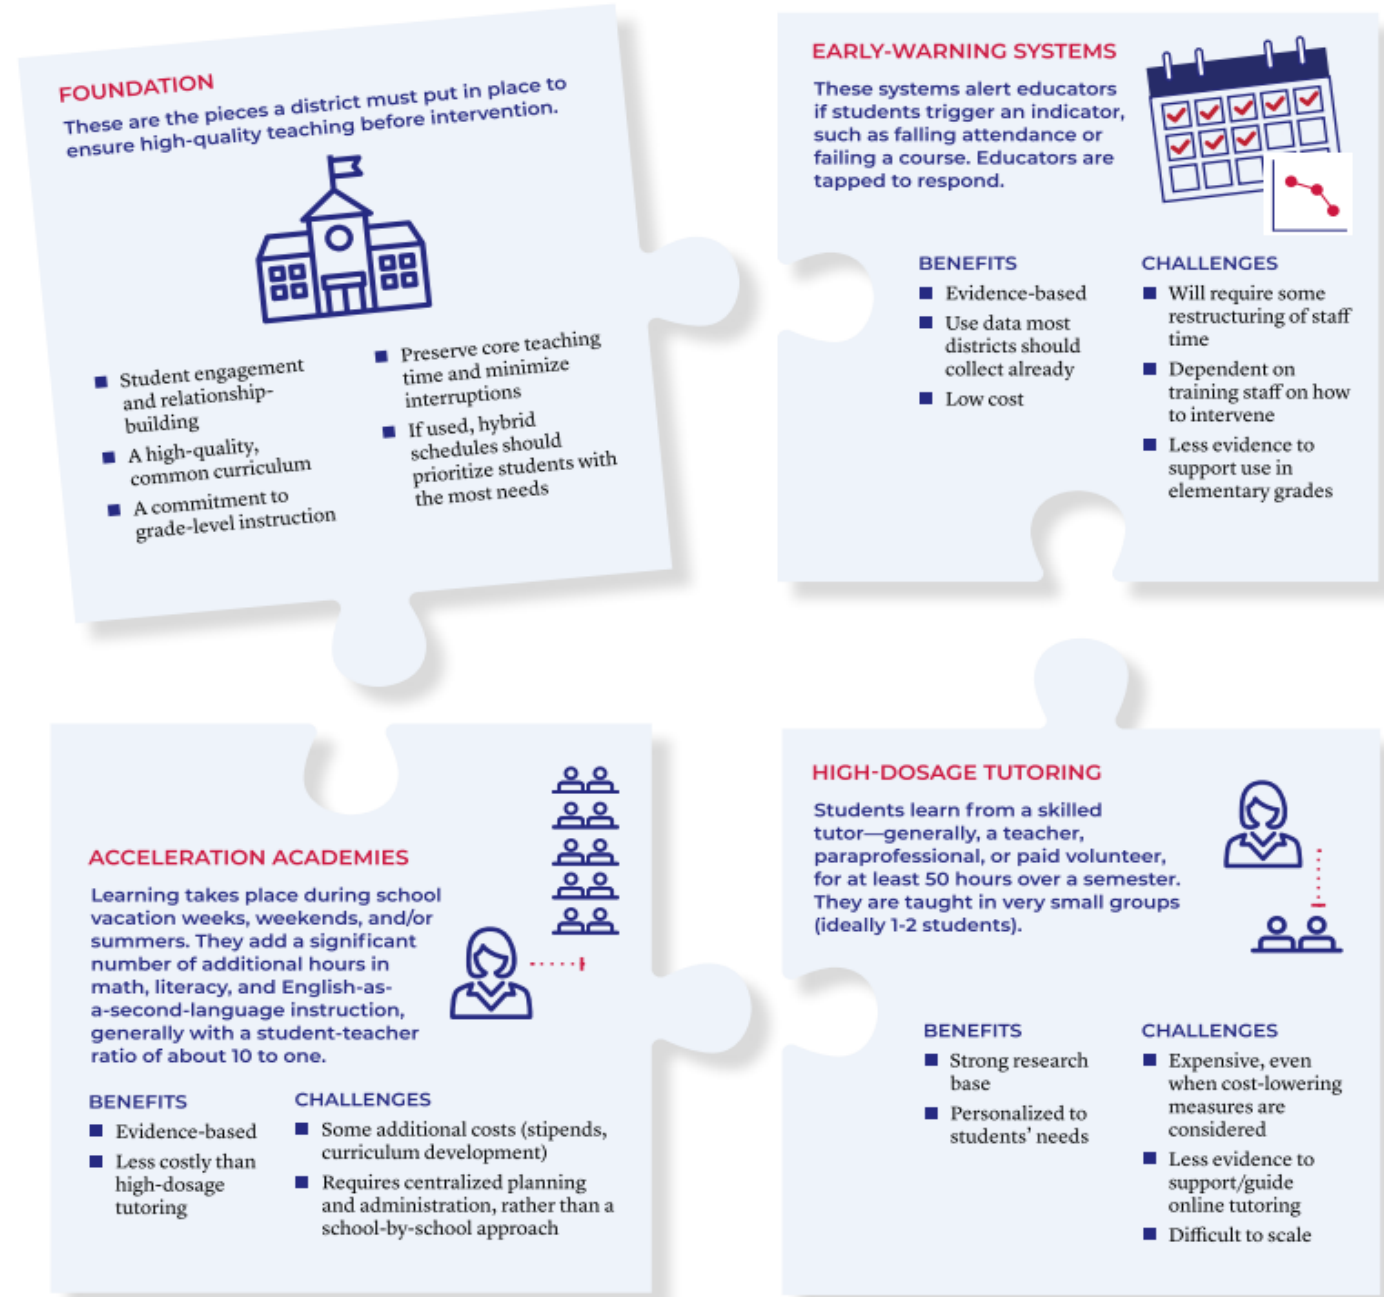 FOUNDATION
These are the pieces a district must put in place to
ensure high-quality teaching before intervention.
Student engagement
and relationship-
building
A high-quality,
common curriculum
A commitment to
grade-level instruction
Preserve core teaching
time and minimize
interruptions
If used, hybrid
schedules should
prioritize students with
the most needs
EARLY-WARNING SYSTEMS
These systems alert educators
if students trigger an indicator,
such as falling attendance or
failing a course. Educators are
tapped to respond.
BENEFITS
Evidence-based
Use data most
districts should
collect already
Low cost
CHALLENGES
Will require some
restructuring of staff
time
Dependent on
training staff on how
to intervene
Less evidence to
support use in
elementary grades
ACCELERATION ACADEMIES
Learning takes place during school
vacation weeks, weekends, and/or
summers. They add a significant
number of additional hours in
math, literacy, and English-as-
a-second-language instruction,
generally with a student-teacher
ratio of about 10 to one.
BENEFITS
Evidence-based
Less costly than
high-dosage
tutoring
CHALLENGES
Some additional costs (stipends,
curriculum development)
Requires centralized planning
and administration, rather than a
school-by-school approach
HIGH-DOSAGE TUTORING
Students learn from a skilled
tutor—generally, a teacher,
paraprofessional, or paid volunteer,
for at least 50 hours over a semester.
They are taught in very small groups
(ideally 1-2 students).
BENEFITS
Strong research
base
Personalized to
students’ needs
CHALLENGES
Expensive, even
when cost-lowering
measures are
considered
Less evidence to
support/guide
online tutoring
Difficult to scale